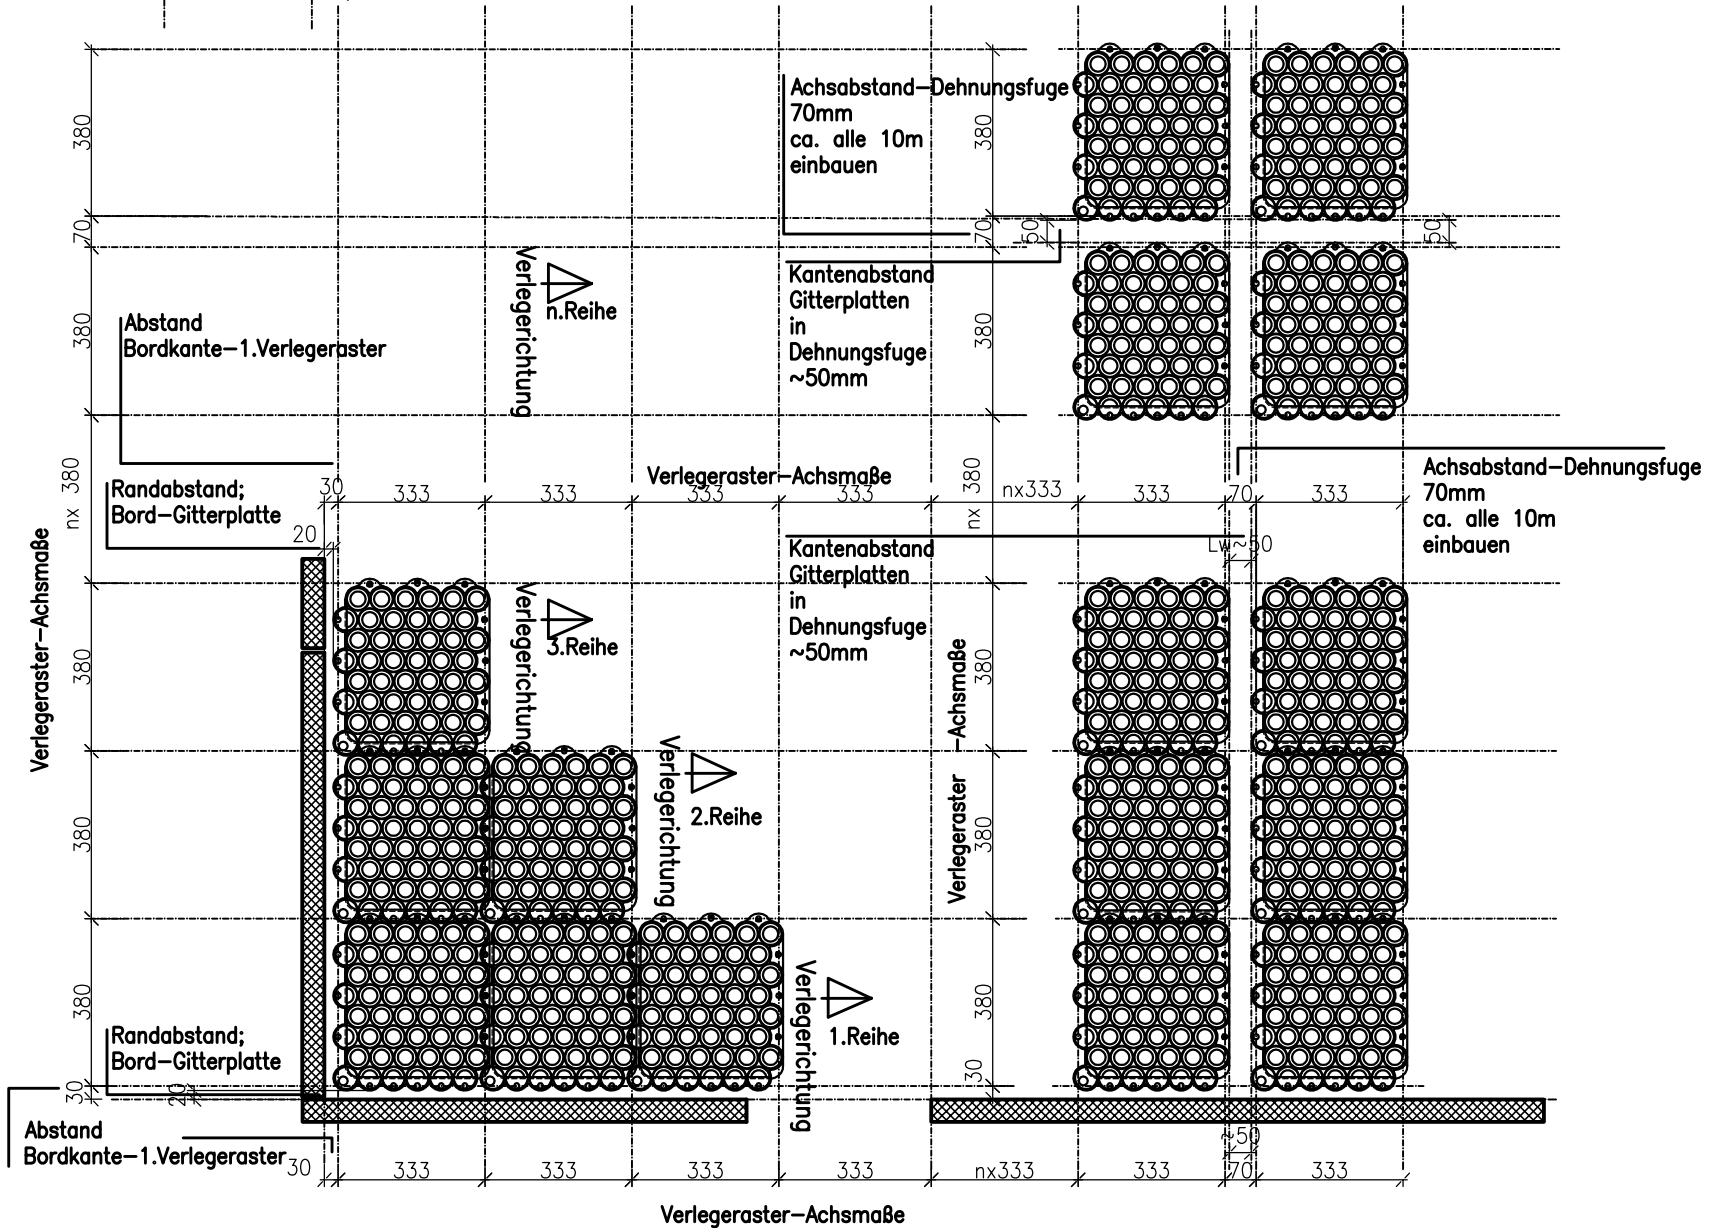 Achsabstand-Dehnungsfuge
70mm
ca. alle 10m
einbauen
380
380
70
70
50
50
Verlegerichtung
n.Reihe
Kantenabstand
Gitterplatten
in
Dehnungsfuge
~50mm
Abstand
Bordkante-1.Verlegeraster
380
380
nx 380
nx 380
Verlegeraster-Achsmaße
30
333
333
333
333
nx333
333
70
333
Achsabstand-Dehnungsfuge
70mm
ca. alle 10m
einbauen
Randabstand;
Bord-Gitterplatte
20
Kantenabstand
Gitterplatten
in
Dehnungsfuge
~50mm
Lw~50
Verlegeraster-Achsmaße
Verlegerichtung
3.Reihe
380
380
Verlegeraster -Achsmaße
Verlegerichtung
2.Reihe
380
380
Verlegerichtung
1.Reihe
380
380
Randabstand;
Bord-Gitterplatte
30
20
30
Abstand
Bordkante-1.Verlegeraster
~50
30
333
333
333
333
nx333
333
70
333
Verlegeraster-Achsmaße